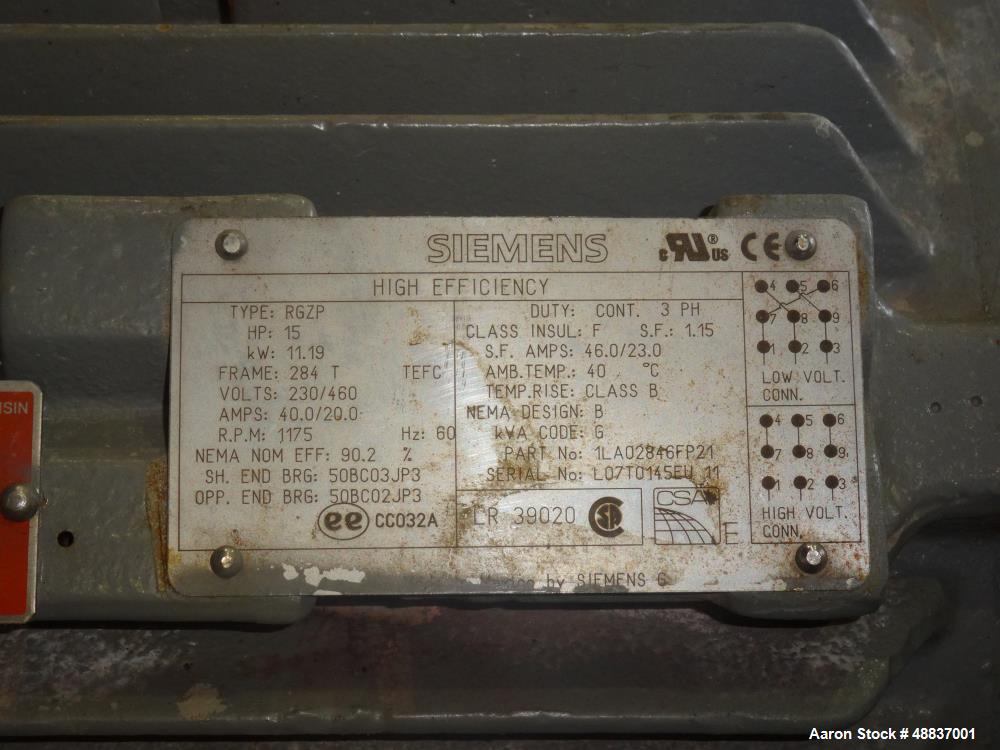 SIEMENS
c RU ® US CE
HIGH EFFICIENCY
TYPE: RGZP
HP: 15
kW: 11.19
FRAME: 284 T TEFC
VOLTS: 230/460
AMPS: 40.0/20.0
R.P.M: 1175 Hz: 60
NEMA NOM EFF: 90.2 %
SH. END BRG: 50BC03JP3
OPP. END BRG: 50BC02JP3
ee CC032A
DUTY: CONT. 3 PH
CLASS INSUL: F S.F.: 1.15
S.F. AMPS: 46.0/23.0
AMB.TEMP.: 40 °C
TEMP.RISE: CLASS B
NEMA DESIGN: B
kVA CODE: G
PART No: 1LA02846FP21
SERIAL No: L07T0145EU 11
LR 39020
CSA
E
4 5 6
7 8 9
1 2 3
LOW VOLT.
CONN.
4 5 6
7 8 9
1 2 3
HIGH VOLT.
CONN.
by SIEMENS
Aaron Stock # 48837001